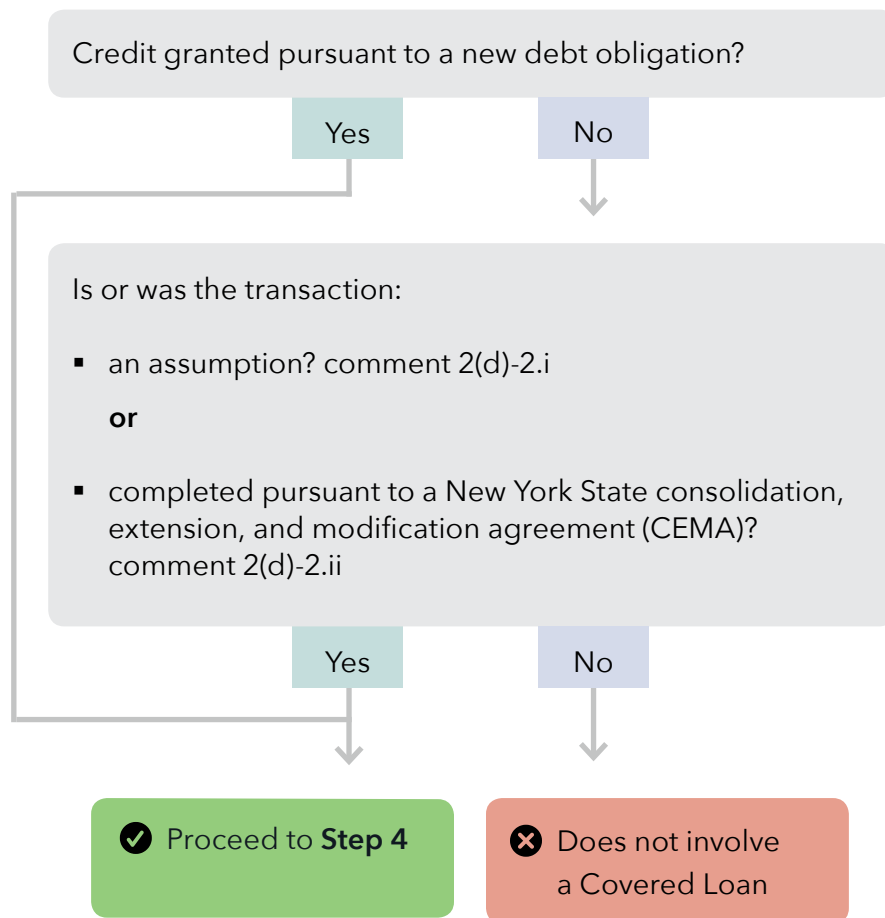 Credit granted pursuant to a new debt obligation?
Yes
No
Is or was the transaction:
▪ an assumption? comment 2(d)-2.i
or
▪ completed pursuant to a New York State consolidation,
extension, and modification agreement (CEMA)?
comment 2(d)-2.ii
Yes
No
Proceed to Step 4
Does not involve
a Covered Loan